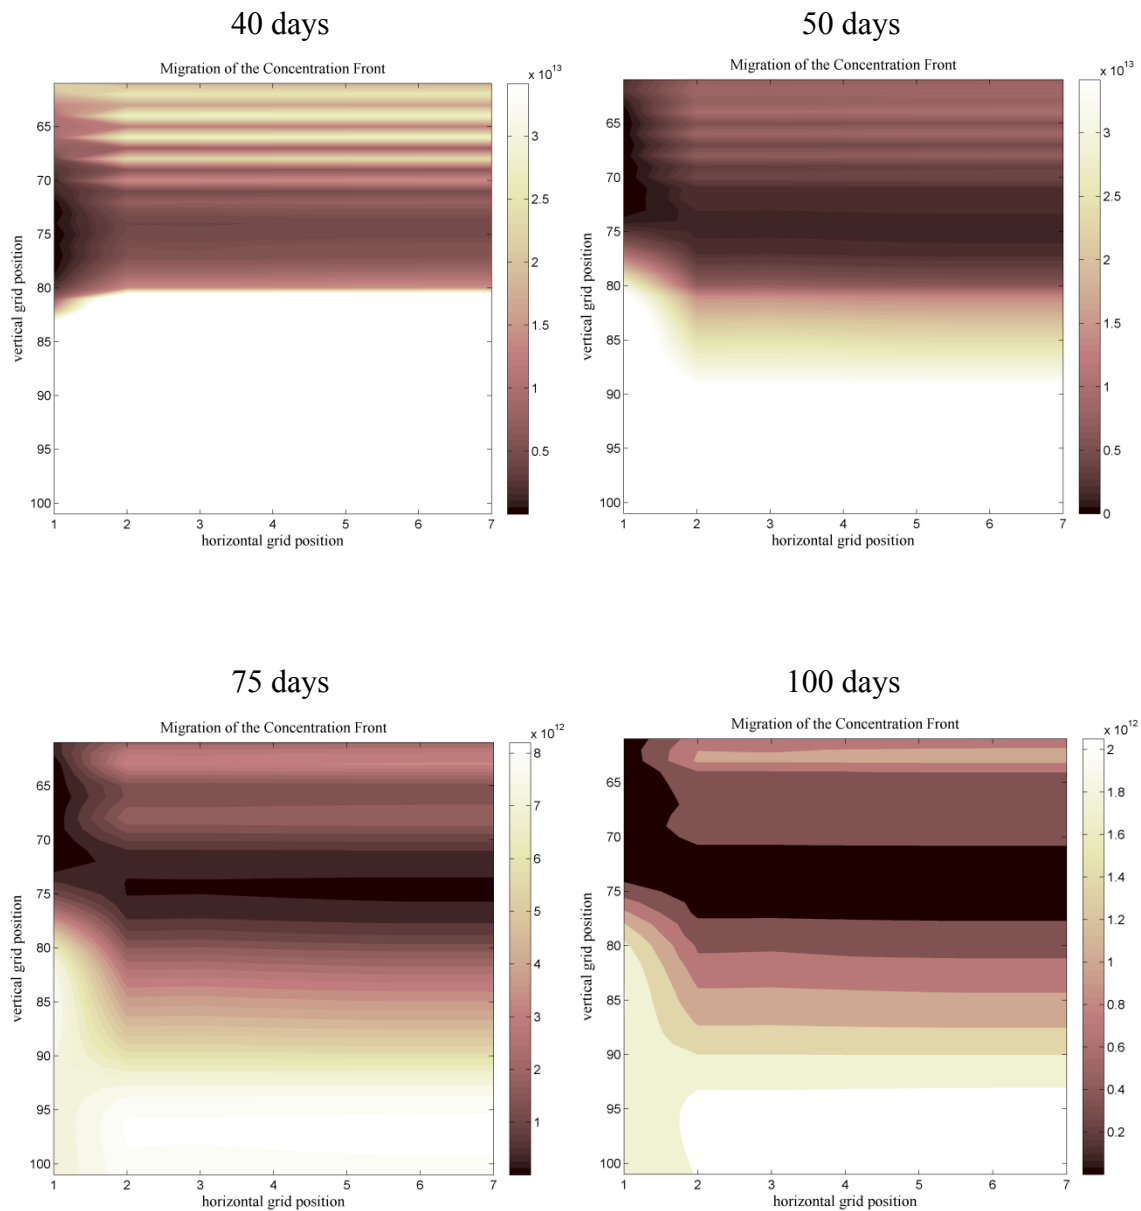 40 days
Migration of the Concentration Front
x 10^13
65
70
75
80
85
90
95
100
vertical grid position
1 2 3 4 5 6 7
horizontal grid position
3
2.5
2
1.5
1
0.5
50 days
Migration of the Concentration Front
x 10^13
65
70
75
80
85
90
95
100
vertical grid position
1 2 3 4 5 6 7
horizontal grid position
3
2.5
2
1.5
1
0.5
0
75 days
Migration of the Concentration Front
x 10^12
65
70
75
80
85
90
95
100
vertical grid position
1 2 3 4 5 6 7
horizontal grid position
8
7
6
5
4
3
2
1
100 days
Migration of the Concentration Front
x 10^12
65
70
75
80
85
90
95
100
vertical grid position
1 2 3 4 5 6 7
horizontal grid position
2
1.8
1.6
1.4
1.2
1
0.8
0.6
0.4
0.2